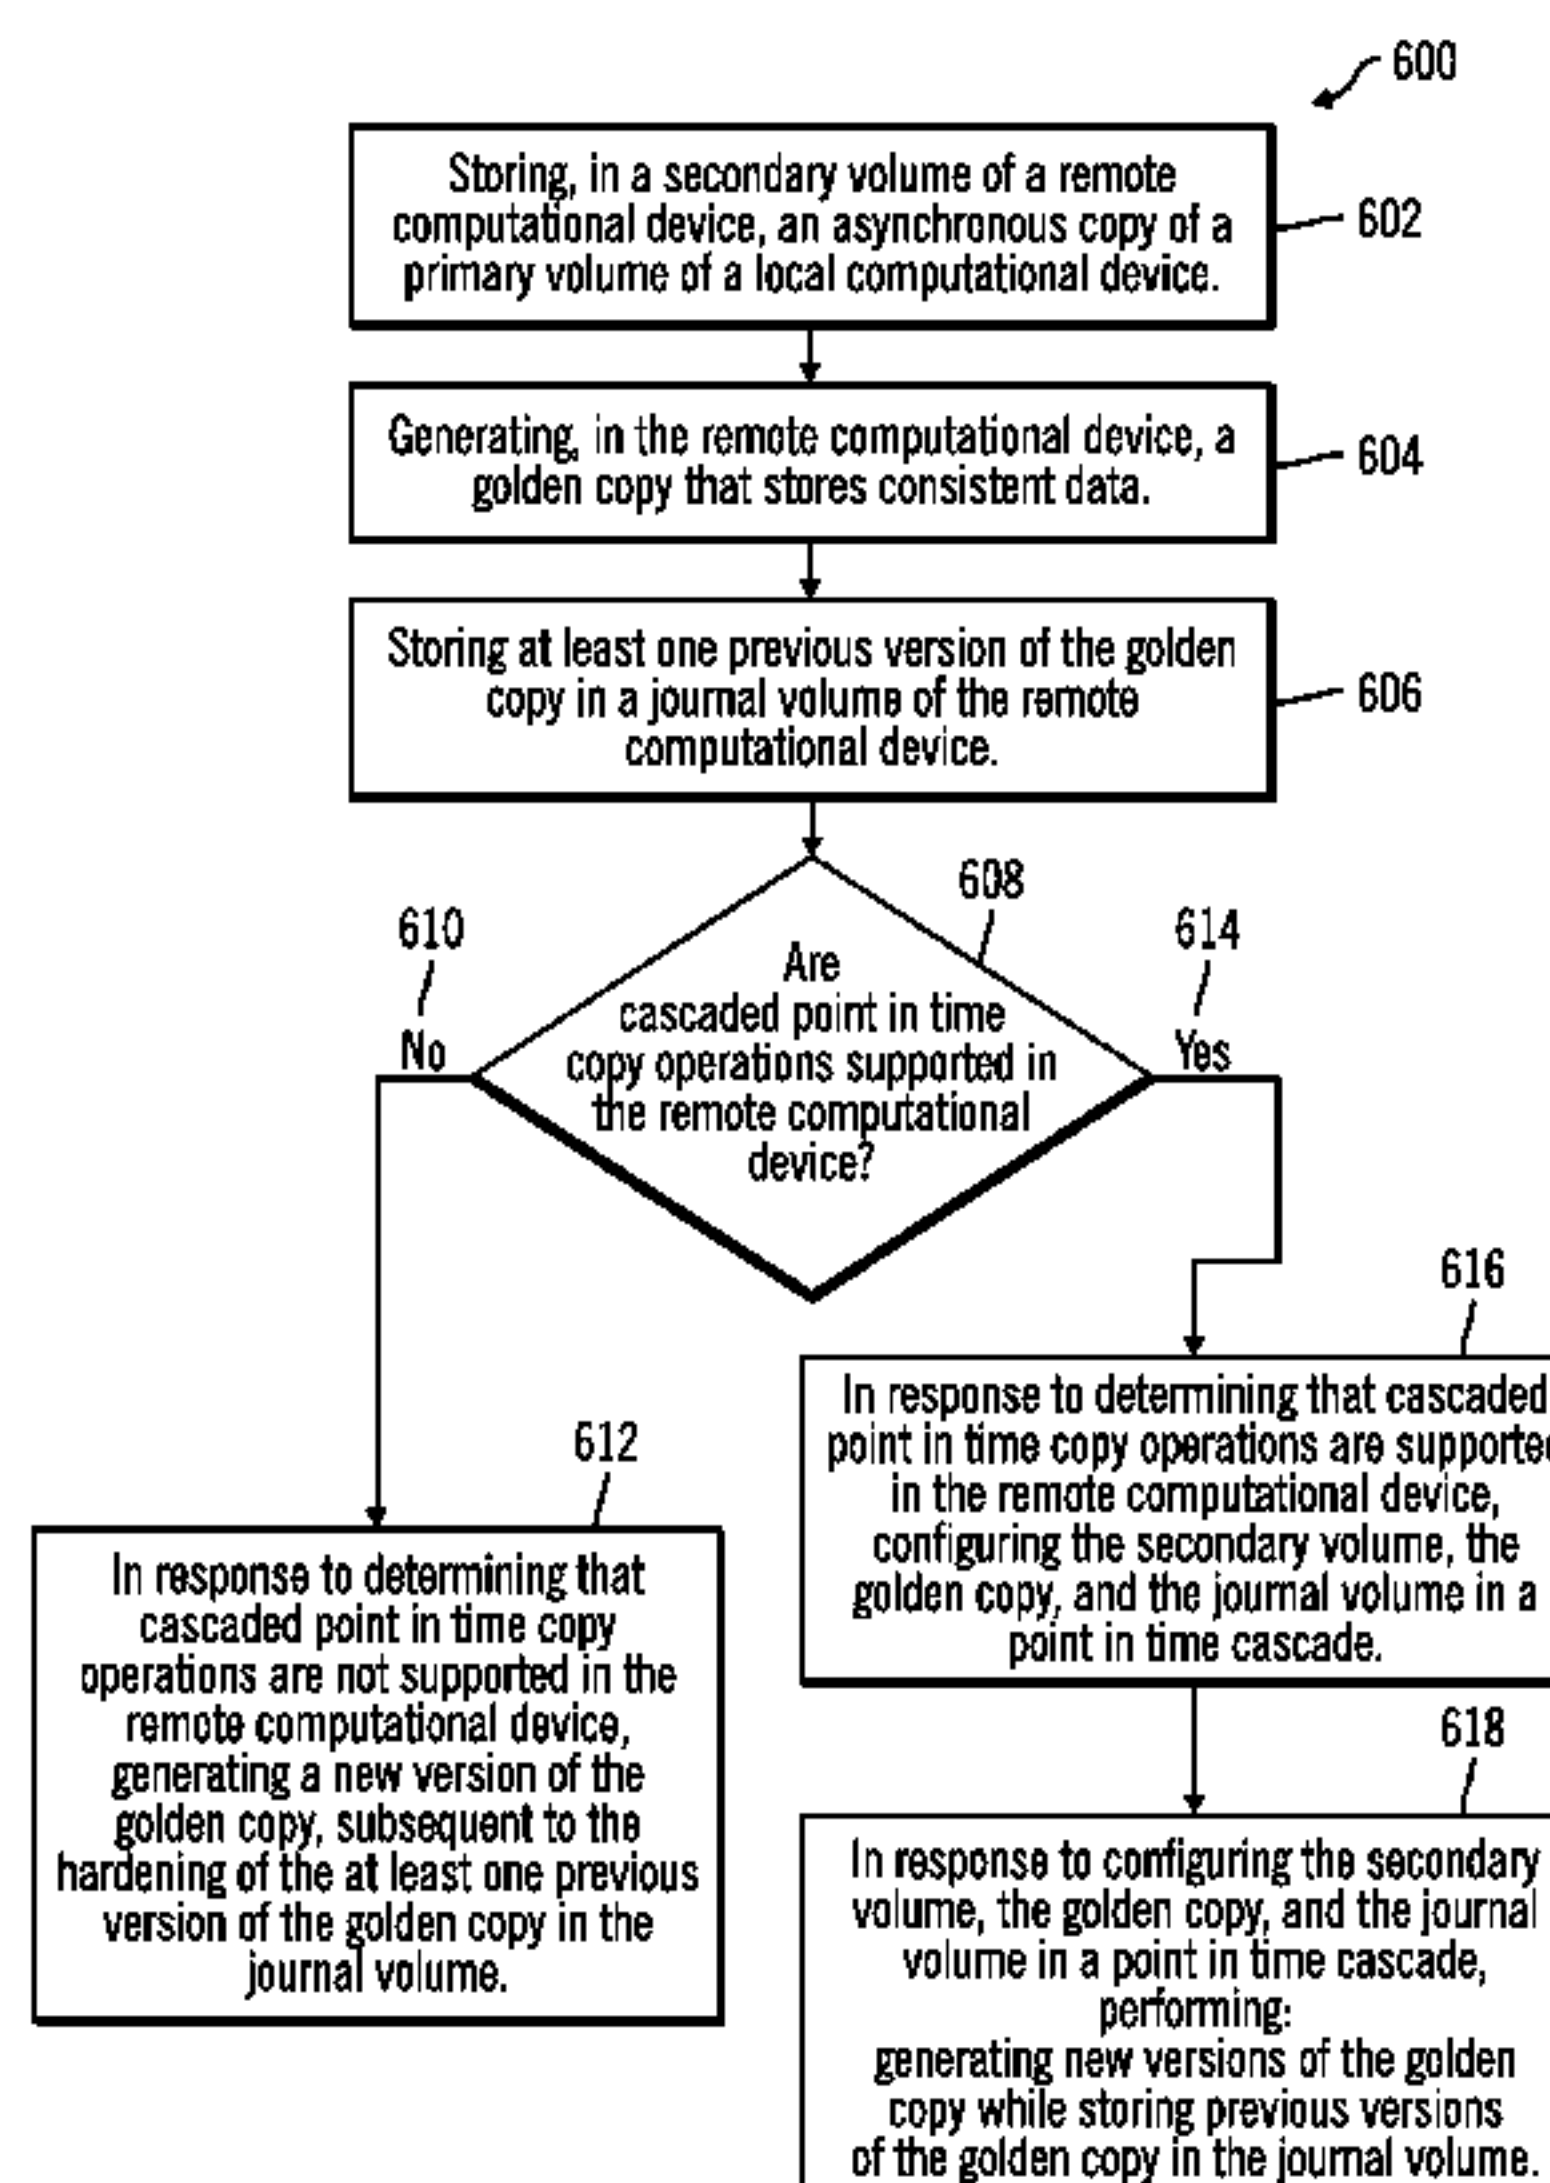 600
Storing, in a secondary volume of a remote
computational device, an asynchronous copy of a
primary volume of a local computational device.
602
Generating, in the remote computational device, a
golden copy that stores consistent data.
604
Storing at least one previous version of the golden
copy in a journal volume of the remote
computational device.
606
608
610
614
Are
cascaded point in time
copy operations supported in
the remote computational
device?
No
Yes
612
In response to determining that
cascaded point in time copy
operations are not supported in the
remote computational device,
generating a new version of the
golden copy, subsequent to the
hardening of the at least one previous
version of the golden copy in the
journal volume.
616
In response to determining that cascaded
point in time copy operations are supported
in the remote computational device,
configuring the secondary volume, the
golden copy, and the journal volume in a
point in time cascade.
618
In response to configuring the secondary
volume, the golden copy, and the journal
volume in a point in time cascade,
performing:
generating new versions of the golden
copy while storing previous versions
of the golden copy in the journal volume.